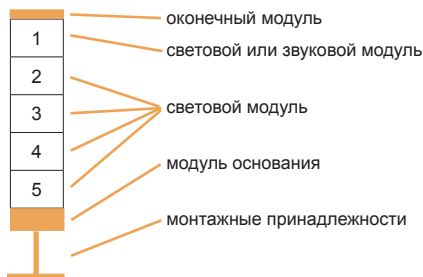 оконечный модуль
1
световой или звуковой модуль
2
3
световой модуль
4
модуль основания
5
монтажные принадлежности